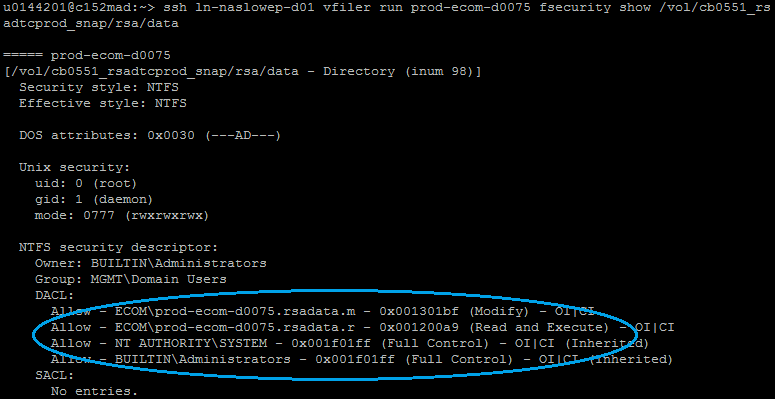 u0144201@c152mad:~> ssh ln-naslowep-d01 vfiler run prod-ecom-d0075 fsecurity show /vol/cb0551_rs
adtcprod_snap/rsa/data
===== prod-ecom-d0075
[/vol/cb0551_rsadtcprod_snap/rsa/data - Directory (inum 98)]
Security style: NTFS
Effective style: NTFS
DOS attributes: 0x0030 (---AD---)
Unix security:
uid: 0 (root)
gid: 1 (daemon)
mode: 0777 (rwxrwxrwx)
NTFS security descriptor:
Owner: BUILTIN\Administrators
Group: MGMT\Domain Users
DACL:
Allow - ECOM\prod-ecom-d0075.rsadata.m - 0x001301bf (Modify) - OI|CI
Allow - ECOM\prod-ecom-d0075.rsadata.r - 0x001200a9 (Read and Execute) - OI|CI
Allow - NT AUTHORITY\SYSTEM - 0x001f01ff (Full Control) - OI|CI (Inherited)
Allow - BUILTIN\Administrators - 0x001f01ff (Full Control) - OI|CI (Inherited)
SACL:
No entries.